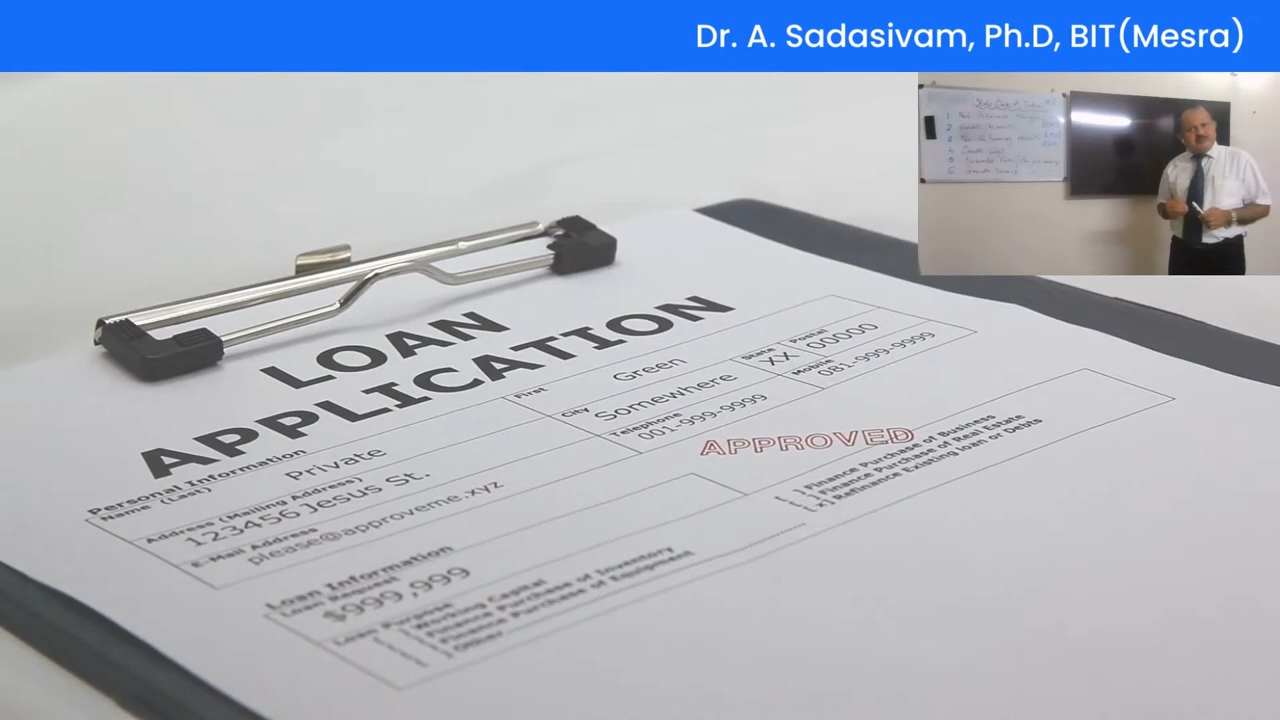 Dr. A. Sadasivam, Ph.D, BIT(Mesra)
LOAN
APPLICATION
Personal Information
Name (Last)
Private
First
Green
Address (Mailing Address)
123456 Jesus St.
City
Somewhere
State
XX
Postal
00000
E-Mail Address
please@approveme.xyz
Telephone
001-999-9999
Mobile
081-999-9999
APPROVED
Loan Information
Loan Request
$999,999
Loan Purpose
[ ] Working Capital
[ ] Finance Purchase of Inventory
[ ] Finance Purchase of Equipment
[ ] Other
[ ] Finance Purchase of Business
[ ] Finance Purchase of Real Estate
[x] Refinance Existing loan or Debts